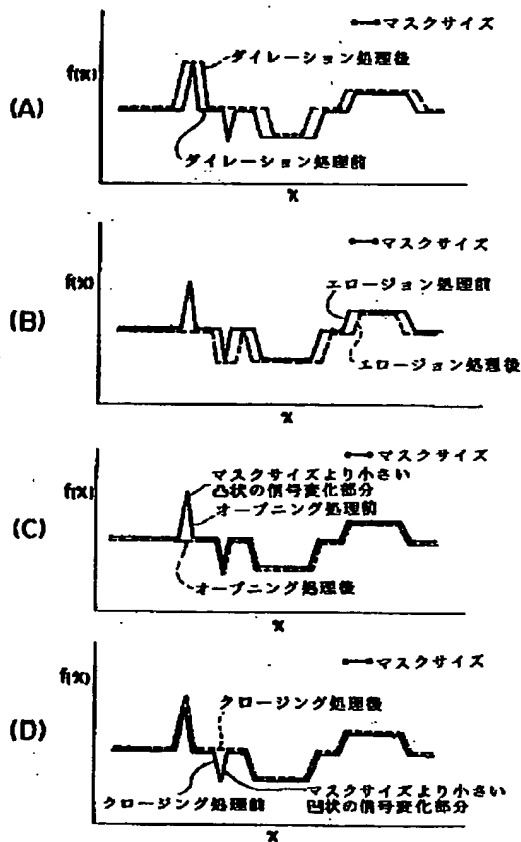 マスクサイズ
f(x)
ダイレーション処理後
(A)
ダイレーション処理前
x
マスクサイズ
f(x)
エロージョン処理前
(B)
エロージョン処理後
x
マスクサイズ
マスクサイズより小さい
凸状の信号変化部分
f(x)
オープニング処理前
(C)
オープニング処理後
x
マスクサイズ
f(x)
クロージング処理後
(D)
マスクサイズより小さい
クロージング処理前
凹状の信号変化部分
x